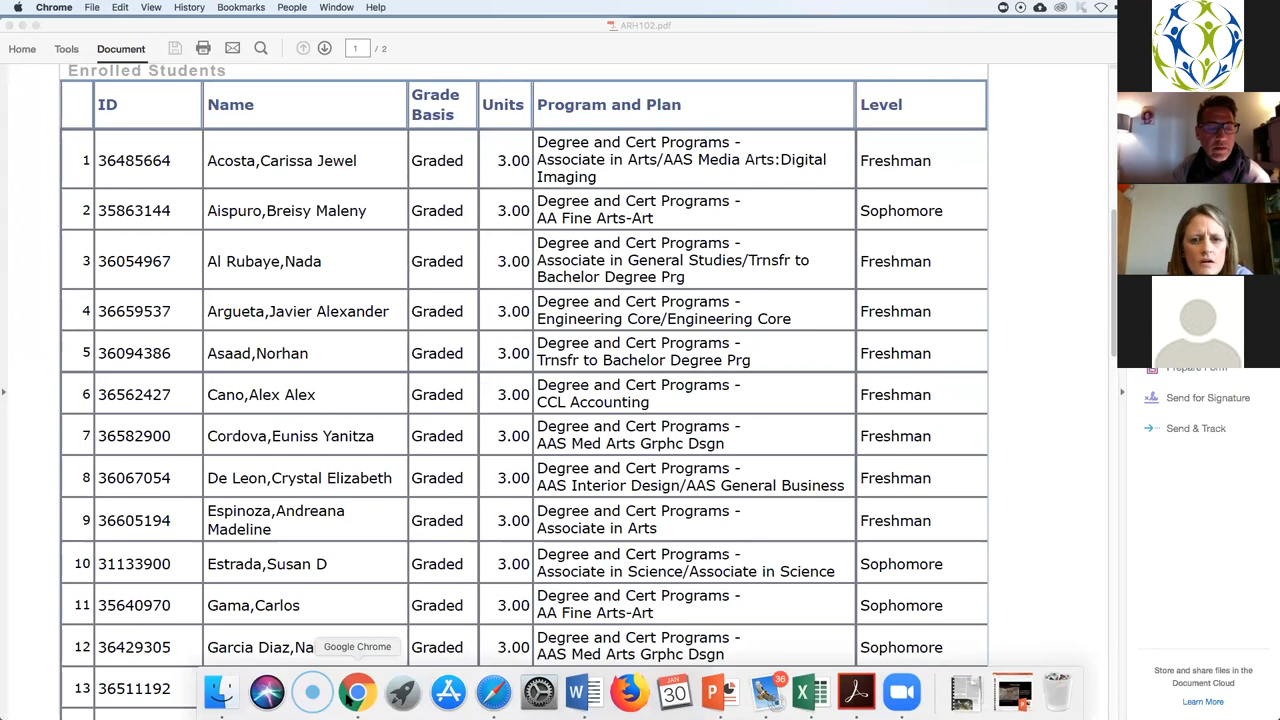 Chrome File Edit View History Bookmarks People Window Help
ARH102.pdf
Home Tools Document 1 / 2
Enrolled Students
ID Name Grade Basis Units Program and Plan Level
1 36485664 Acosta,Carissa Jewel Graded 3.00 Degree and Cert Programs - Associate in Arts/AAS Media Arts:Digital Imaging Freshman
2 35863144 Aispuro,Breisy Maleny Graded 3.00 Degree and Cert Programs - AA Fine Arts-Art Sophomore
3 36054967 Al Rubaye,Nada Graded 3.00 Degree and Cert Programs - Associate in General Studies/Trnsfr to Bachelor Degree Prg Freshman
4 36659537 Argueta,Javier Alexander Graded 3.00 Degree and Cert Programs - Engineering Core/Engineering Core Freshman
5 36094386 Asaad,Norhan Graded 3.00 Degree and Cert Programs - Trnsfr to Bachelor Degree Prg Freshman
6 36562427 Cano,Alex Alex Graded 3.00 Degree and Cert Programs - CCL Accounting Freshman
7 36582900 Cordova,Euniss Yanitza Graded 3.00 Degree and Cert Programs - AAS Med Arts Grphc Dsgn Freshman
8 36067054 De Leon,Crystal Elizabeth Graded 3.00 Degree and Cert Programs - AAS Interior Design/AAS General Business Freshman
9 36605194 Espinoza,Andreana Madeline Graded 3.00 Degree and Cert Programs - Associate in Arts Freshman
10 31133900 Estrada,Susan D Graded 3.00 Degree and Cert Programs - Associate in Science/Associate in Science Sophomore
11 35640970 Gama,Carlos Graded 3.00 Degree and Cert Programs - AA Fine Arts-Art Sophomore
12 36429305 Garcia Diaz,Na Graded 3.00 Degree and Cert Programs - AAS Med Arts Grphc Dsgn Sophomore
13 36511192
Google Chrome
JAN
30
36
Prepare Form
Send for Signature
Send & Track
Store and share files in the
Document Cloud
Learn More